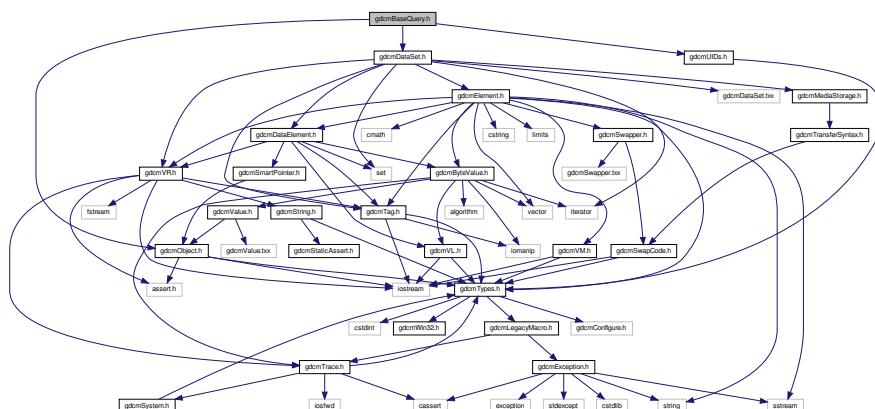 gdcmBaseQuery.h
gdcmDataSet.h
gdcmUIDs.h
gdcmElement.h
gdcmDataSet.txx
gdcmMediaStorage.h
gdcmDataElement.h
cmath
cstring
limits
gdcmSwapper.h
gdcmTransferSyntax.h
gdcmVR.h
gdcmSmartPointer.h
set
gdcmByteValue.h
gdcmSwapper.txx
fstream
gdcmValue.h
gdcmString.h
gdcmTag.h
algorithm
vector
iterator
gdcmObject.h
gdcmValue.txx
gdcmStaticAssert.h
gdcmVL.h
iomanip
gdcmVM.h
gdcmSwapCode.h
assert.h
iostream
gdcmTypes.h
cstdint
gdcmWin32.h
gdcmLegacyMacro.h
gdcmConfigure.h
gdcmTrace.h
gdcmException.h
gdcmSystem.h
iosfwd
cassert
exception
stdexcept
cstdlib
string
sstream